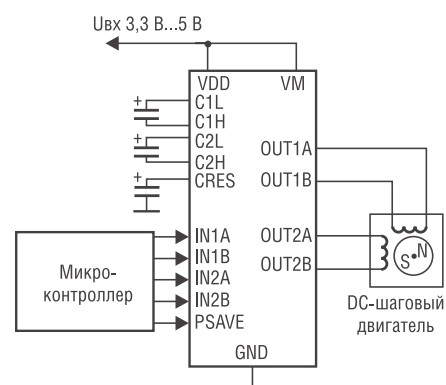 Uвх 3,3 В...5 В
VDD
VM
+
C1L
C1H
+
C2L
C2H
+
CRES
OUT1A
OUT1B
OUT2A
OUT2B
IN1A
IN1B
IN2A
IN2B
PSAVE
GND
Микро-
контроллер
S
N
DC-шаговый
двигатель